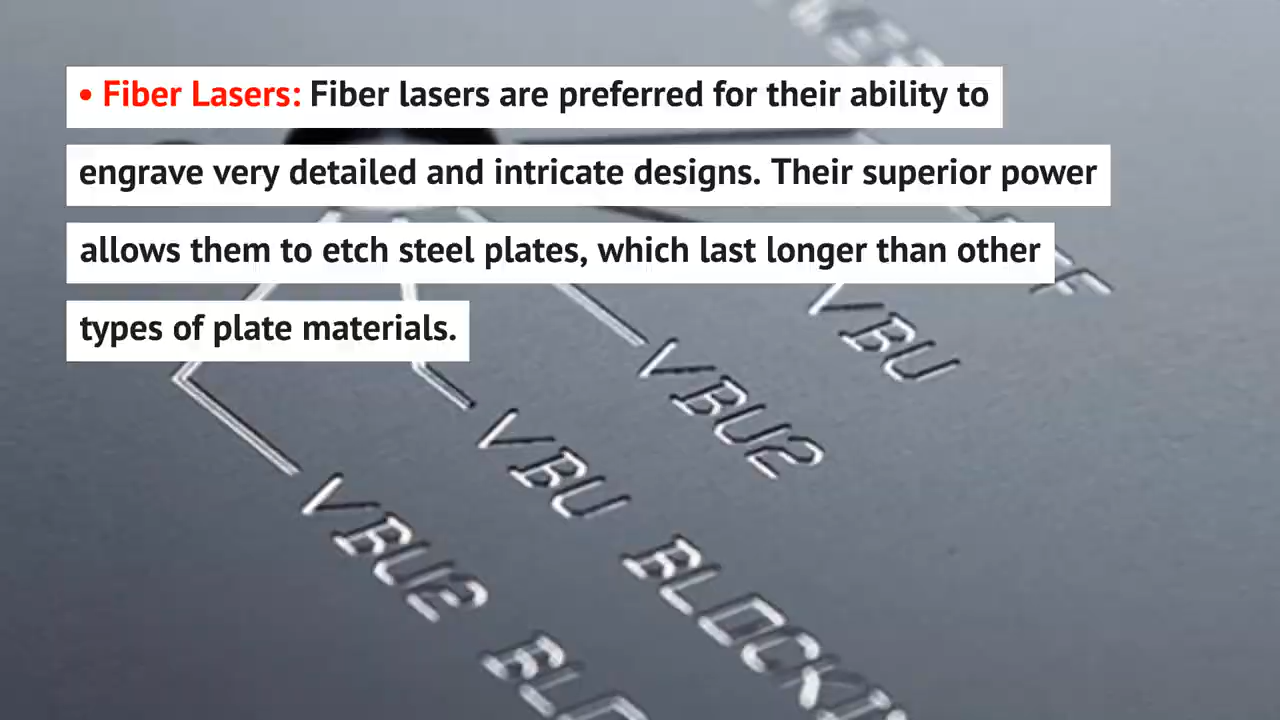 • Fiber Lasers: Fiber lasers are preferred for their ability to
engrave very detailed and intricate designs. Their superior power
allows them to etch steel plates, which last longer than other
types of plate materials.
VBU
VBU2
VBU
VBU2